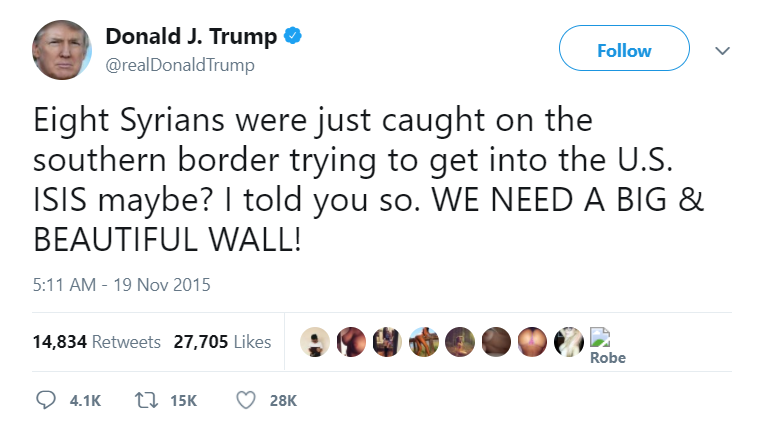 Donald J. Trump
@realDonaldTrump
Follow
Eight Syrians were just caught on the
southern border trying to get into the U.S.
ISIS maybe? I told you so. WE NEED A BIG &
BEAUTIFUL WALL!
5:11 AM - 19 Nov 2015
14,834 Retweets 27,705 Likes
Robe
4.1K 15K 28K